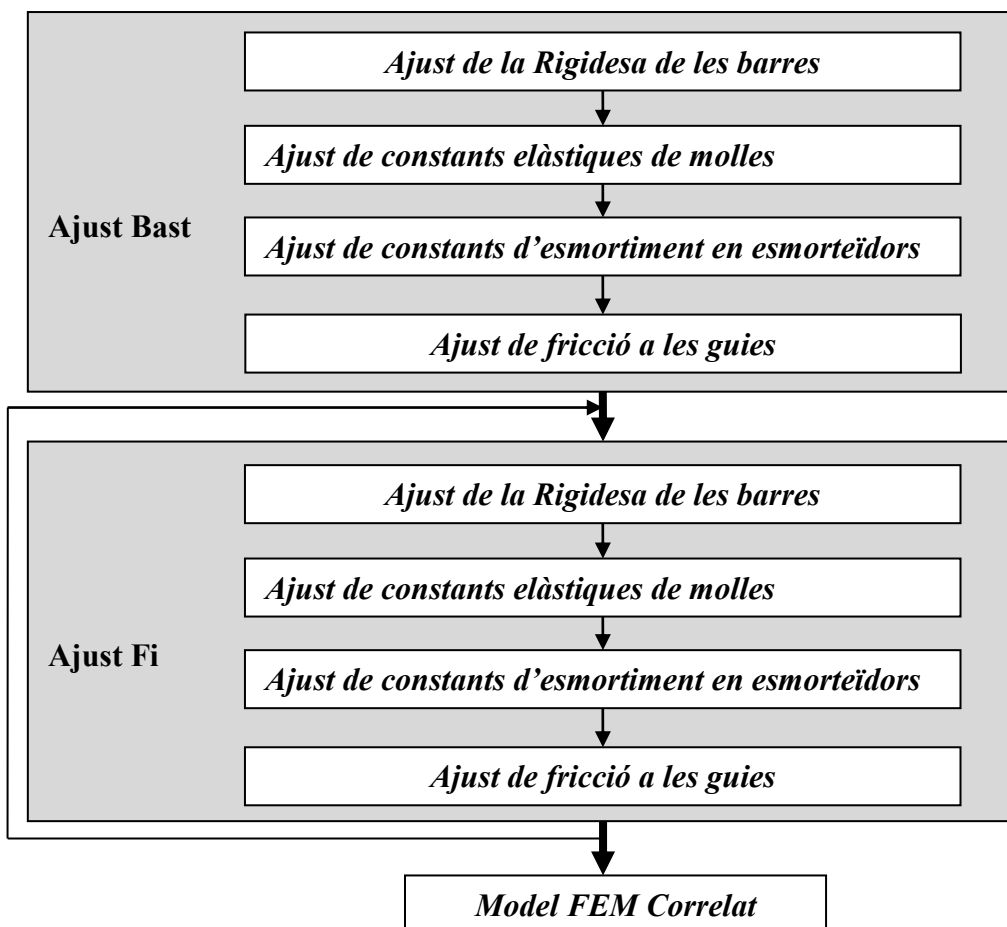 Ajust de la Rigidesa de les barres
Ajust de constants elàstiques de molles
Ajust Bast
Ajust de constants d’esmortiment en esmorteïdors
Ajust de fricció a les guies
Ajust de la Rigidesa de les barres
Ajust de constants elàstiques de molles
Ajust Fi
Ajust de constants d’esmortiment en esmorteïdors
Ajust de fricció a les guies
Model FEM Correlat